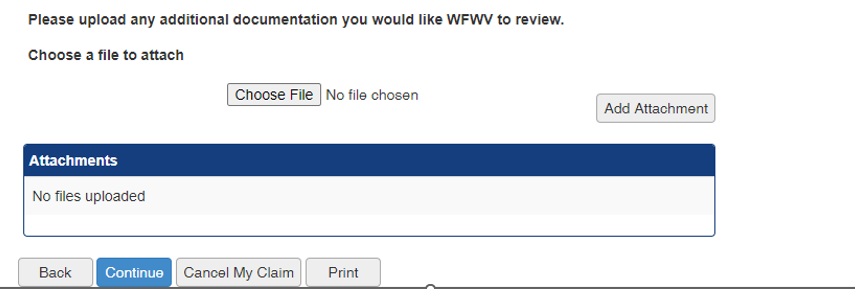 Please upload any additional documentation you would like WFWV to review.
Choose a file to attach
Choose File No file chosen
Add Attachment
Attachments
No files uploaded
Back Continue Cancel My Claim Print